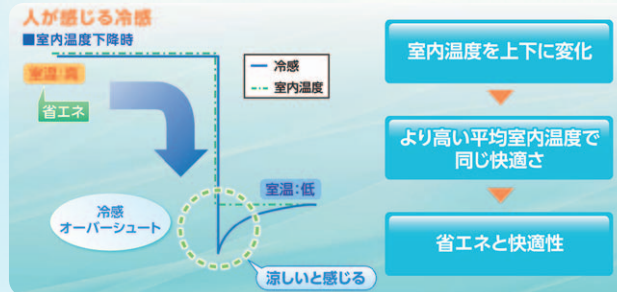 人が感じる冷感
■室内温度下降時
室温:高
省エネ
冷感
室内温度
室温:低
冷感
オーバーシュート
涼しいと感じる
室内温度を上下に変化
より高い平均室内温度で
同じ快適さ
省エネと快適性